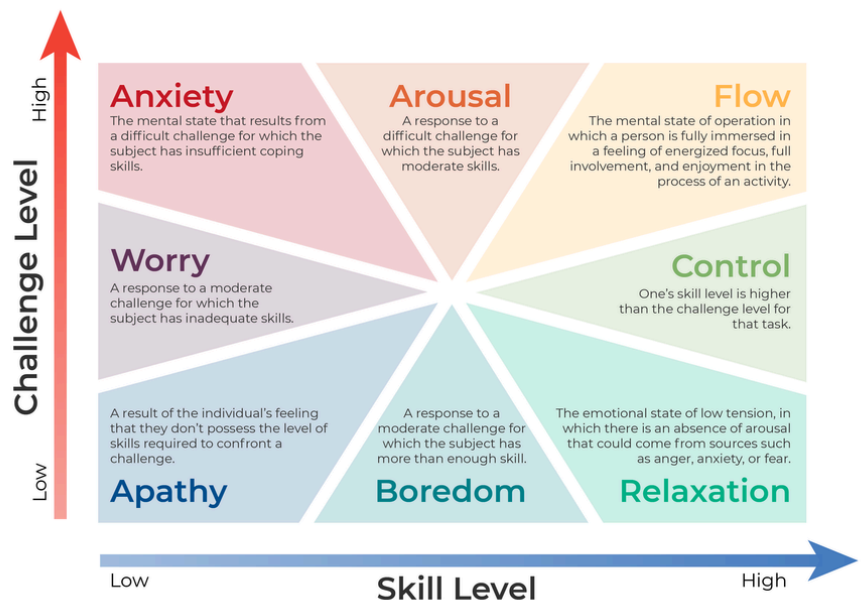 High
Challenge Level
Low
Anxiety
The mental state that results from
a difficult challenge for which the
subject has insufficient coping
skills.
Arousal
A response to a
difficult challenge for
which the subject has
moderate skills.
Flow
The mental state of operation in
which a person is fully immersed in
a feeling of energized focus, full
involvement, and enjoyment in the
process of an activity.
Worry
A response to a moderate
challenge for which the
subject has inadequate skills.
Control
One's skill level is higher
than the challenge level for
that task.
A result of the individual's feeling
that they don't possess the level of
skills required to confront a
challenge.
Apathy
A response to a
moderate challenge for
which the subject has
more than enough skill.
Boredom
The emotional state of low tension, in
which there is an absence of arousal
that could come from sources such
as anger, anxiety, or fear.
Relaxation
Low
Skill Level
High